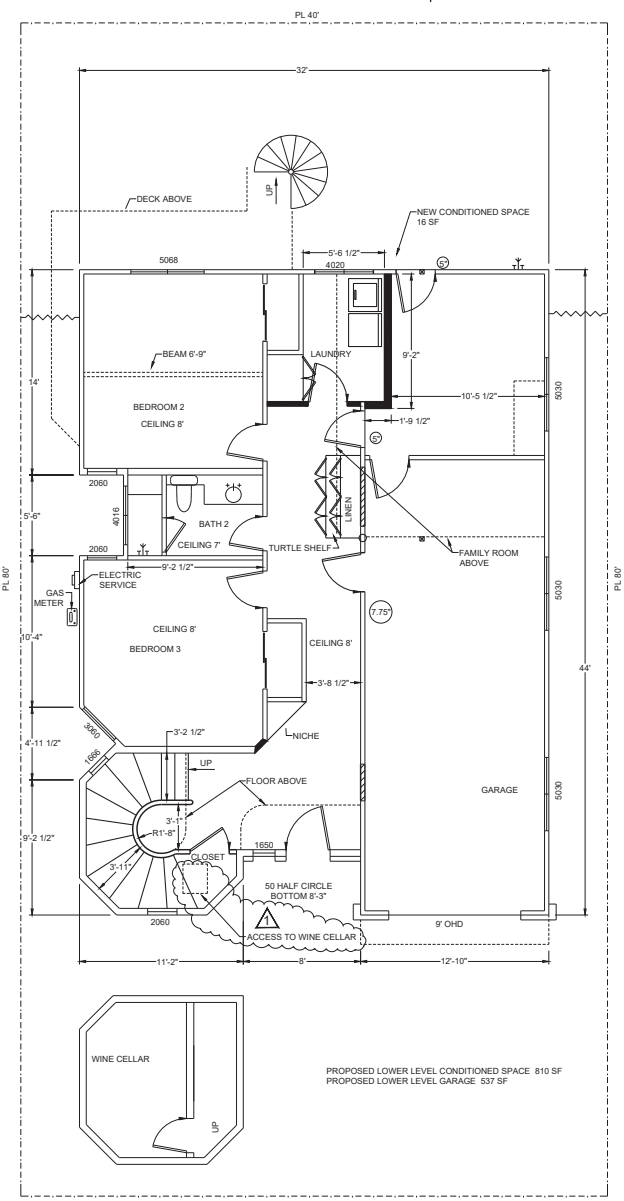 PL 40'
32'
UP
DECK ABOVE
NEW CONDITIONED SPACE
16 SF
5'-6 1/2"
5068
4020
5"
BEAM 6'-9"
LAUNDRY
9'-2"
14'
10'-5 1/2"
5030
BEDROOM 2
CEILING 8'
1'-9 1/2"
5"
2060
5'-6"
4016
BATH 2
CEILING 7'
LINEN
TURTLE SHELF
2060
FAMILY ROOM
ABOVE
9'-2 1/2"
ELECTRIC
SERVICE
GAS
METER
PL 80'
PL 80'
5030
7.75"
10'-4"
CEILING 8'
BEDROOM 3
CEILING 8'
44'
3'-8 1/2"
3060
3'-2 1/2"
NICHE
4'-11 1/2"
1666
UP
FLOOR ABOVE
GARAGE
5030
3'-1"
R1'-8"
9'-2 1/2"
1650
CLOSET
3'-11"
50 HALF CIRCLE
BOTTOM 8'-3"
1
2060
ACCESS TO WINE CELLAR
9' OHD
11'-2"
8'
12'-10"
WINE CELLAR
UP
PROPOSED LOWER LEVEL CONDITIONED SPACE 810 SF
PROPOSED LOWER LEVEL GARAGE 537 SF